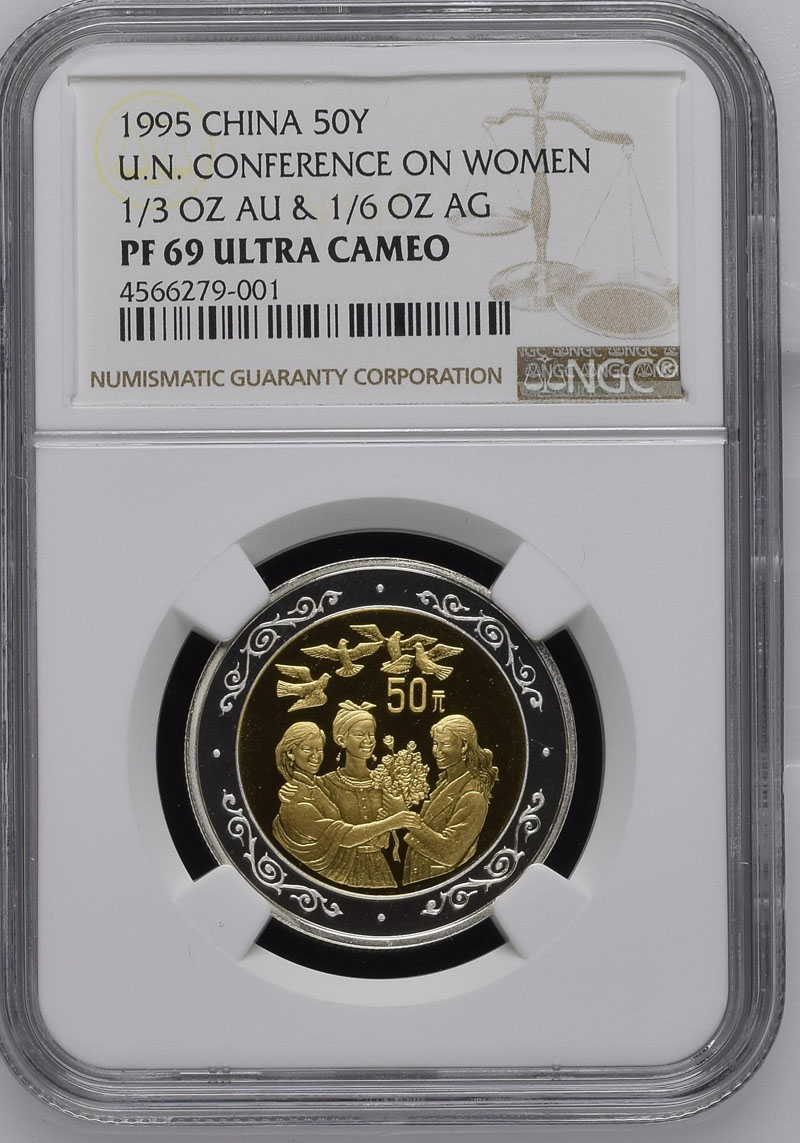 1995 CHINA 50Y
U.N. CONFERENCE ON WOMEN
1/3 OZ AU & 1/6 OZ AG
PF 69 ULTRA CAMEO
4566279-001
NUMISMATIC GUARANTY CORPORATION
NGC®
50元